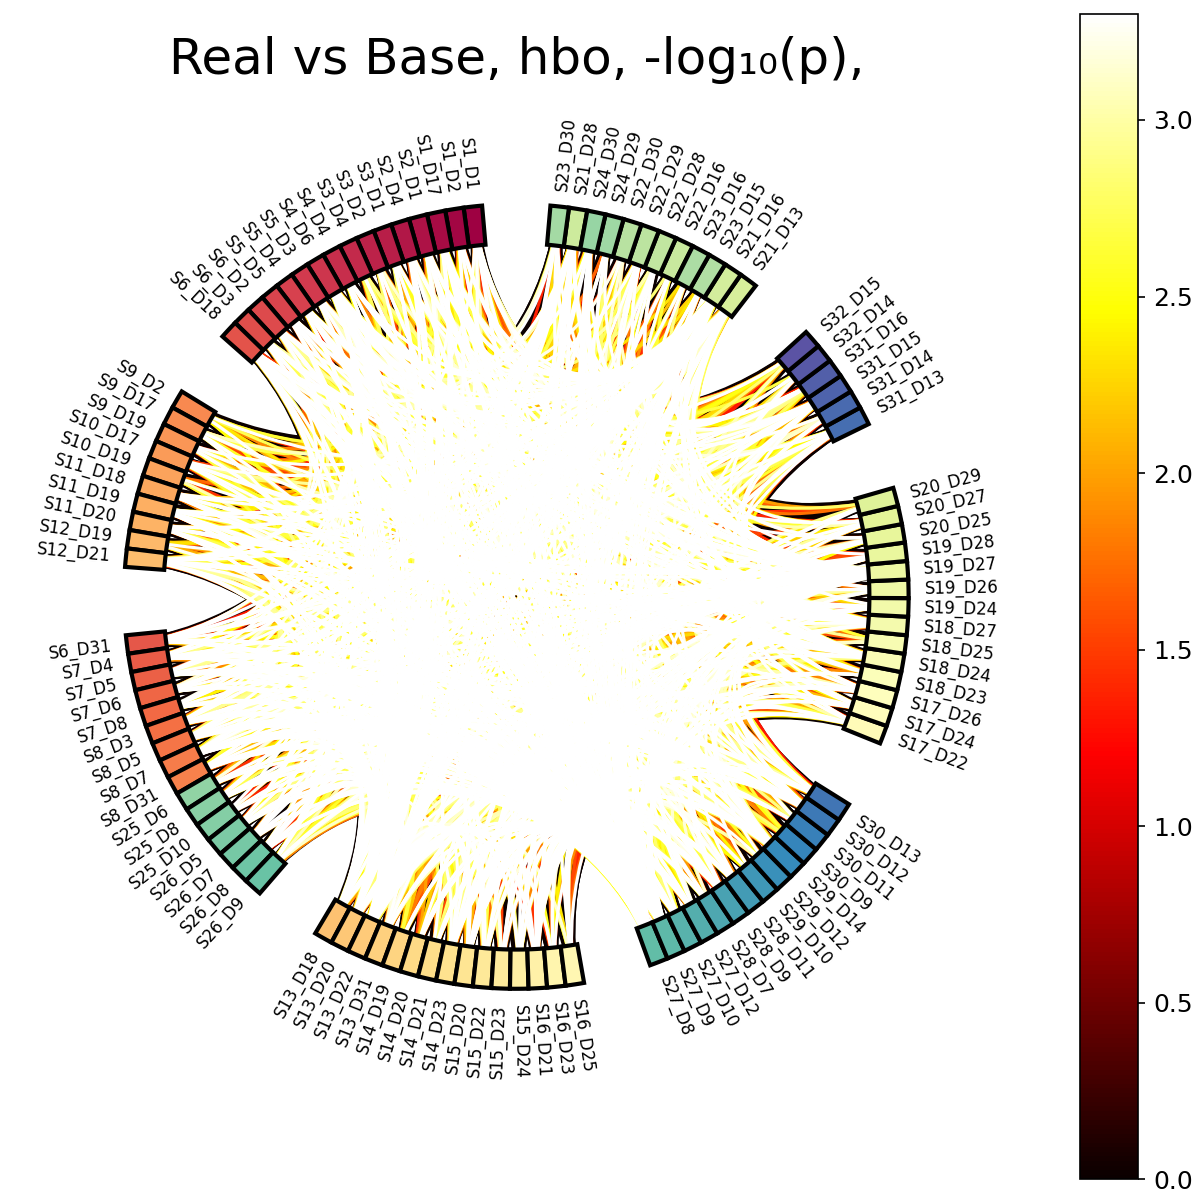 Real vs Base, hbo, -log₁₀(p),
S1_D1
S1_D2
S1_D17
S2_D1
S2_D4
S3_D1
S3_D2
S3_D4
S4_D4
S4_D6
S5_D3
S5_D4
S5_D5
S6_D2
S6_D3
S6_D18
S9_D2
S9_D17
S9_D19
S10_D17
S10_D19
S11_D18
S11_D19
S11_D20
S12_D19
S12_D21
S6_D31
S7_D4
S7_D5
S7_D6
S7_D8
S8_D3
S8_D5
S8_D7
S8_D31
S25_D6
S25_D8
S25_D10
S26_D5
S26_D7
S26_D8
S26_D9
S13_D18
S13_D20
S13_D22
S13_D31
S14_D19
S14_D20
S14_D21
S14_D23
S15_D20
S15_D22
S15_D23
S15_D24
S16_D21
S16_D23
S16_D25
S27_D8
S27_D9
S27_D10
S27_D12
S28_D7
S28_D9
S28_D11
S29_D10
S29_D12
S29_D14
S30_D9
S30_D11
S30_D12
S30_D13
S17_D22
S17_D24
S17_D26
S18_D23
S18_D24
S18_D25
S18_D27
S19_D24
S19_D26
S19_D27
S19_D28
S20_D25
S20_D27
S20_D29
S31_D13
S31_D14
S31_D15
S31_D16
S32_D14
S32_D15
S21_D13
S21_D16
S23_D15
S23_D16
S22_D16
S22_D28
S22_D29
S22_D30
S24_D29
S24_D30
S21_D28
S23_D30
3.0
2.5
2.0
1.5
1.0
0.5
0.0